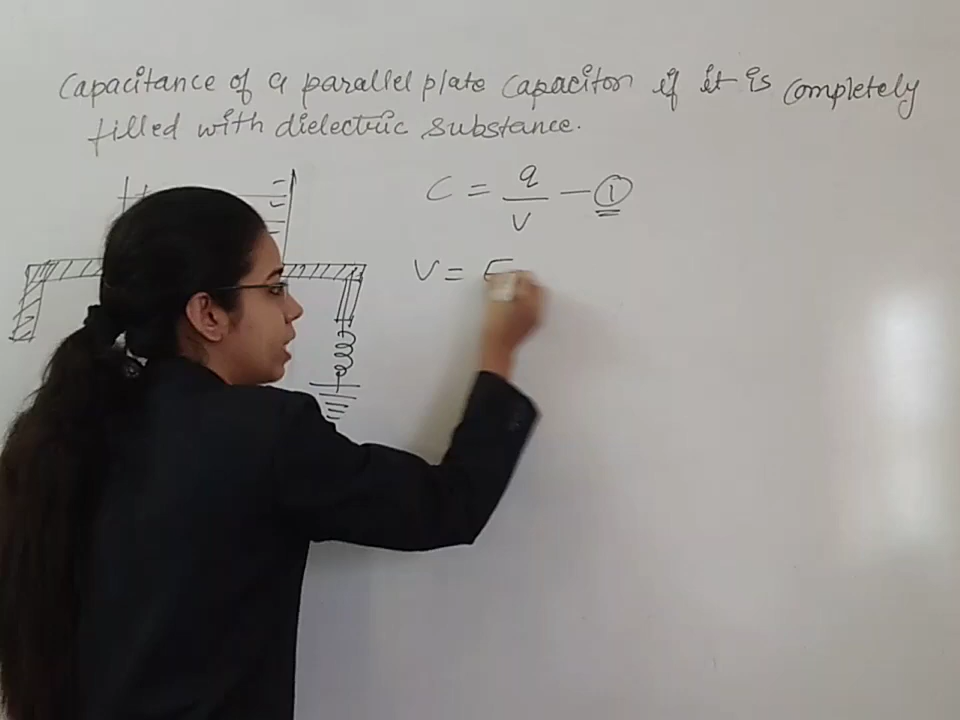 Capacitance of a parallel plate capacitor if it is completely
filled with dielectric substance.
C = q/V — ①
V = E